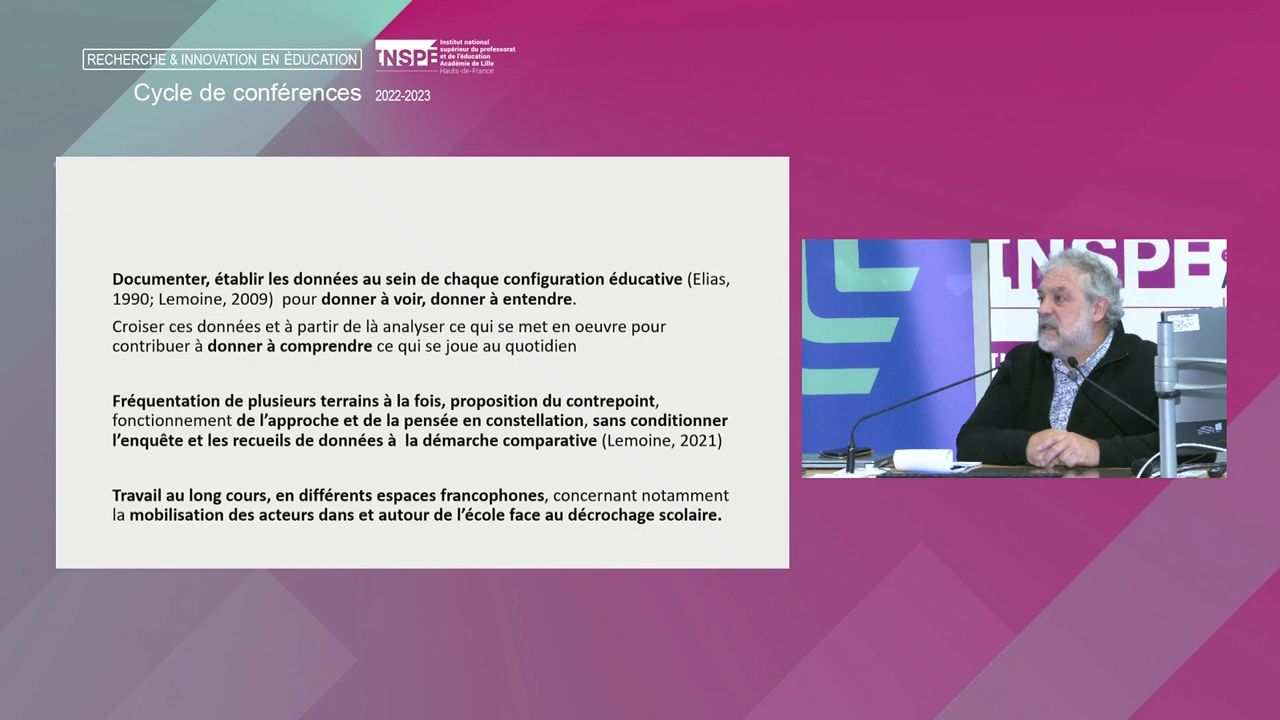 RECHERCHE & INNOVATION EN ÉDUCATION
Cycle de conférences
INSPÉ
Institut national
supérieur du professorat
et de l'éducation
Académie de Lille
Hauts-de-France
2022-2023
Documenter, établir les données au sein de chaque configuration éducative (Elias,
1990; Lemoine, 2009)  pour donner à voir, donner à entendre.
Croiser ces données et à partir de là analyser ce qui se met en oeuvre pour
contribuer à donner à comprendre ce qui se joue au quotidien
Fréquentation de plusieurs terrains à la fois, proposition du contrepoint,
fonctionnement de l'approche et de la pensée en constellation, sans conditionner
l'enquête et les recueils de données à  la démarche comparative (Lemoine, 2021)
Travail au long cours, en différents espaces francophones, concernant notamment
la mobilisation des acteurs dans et autour de l'école face au décrochage scolaire.
INSPÉ